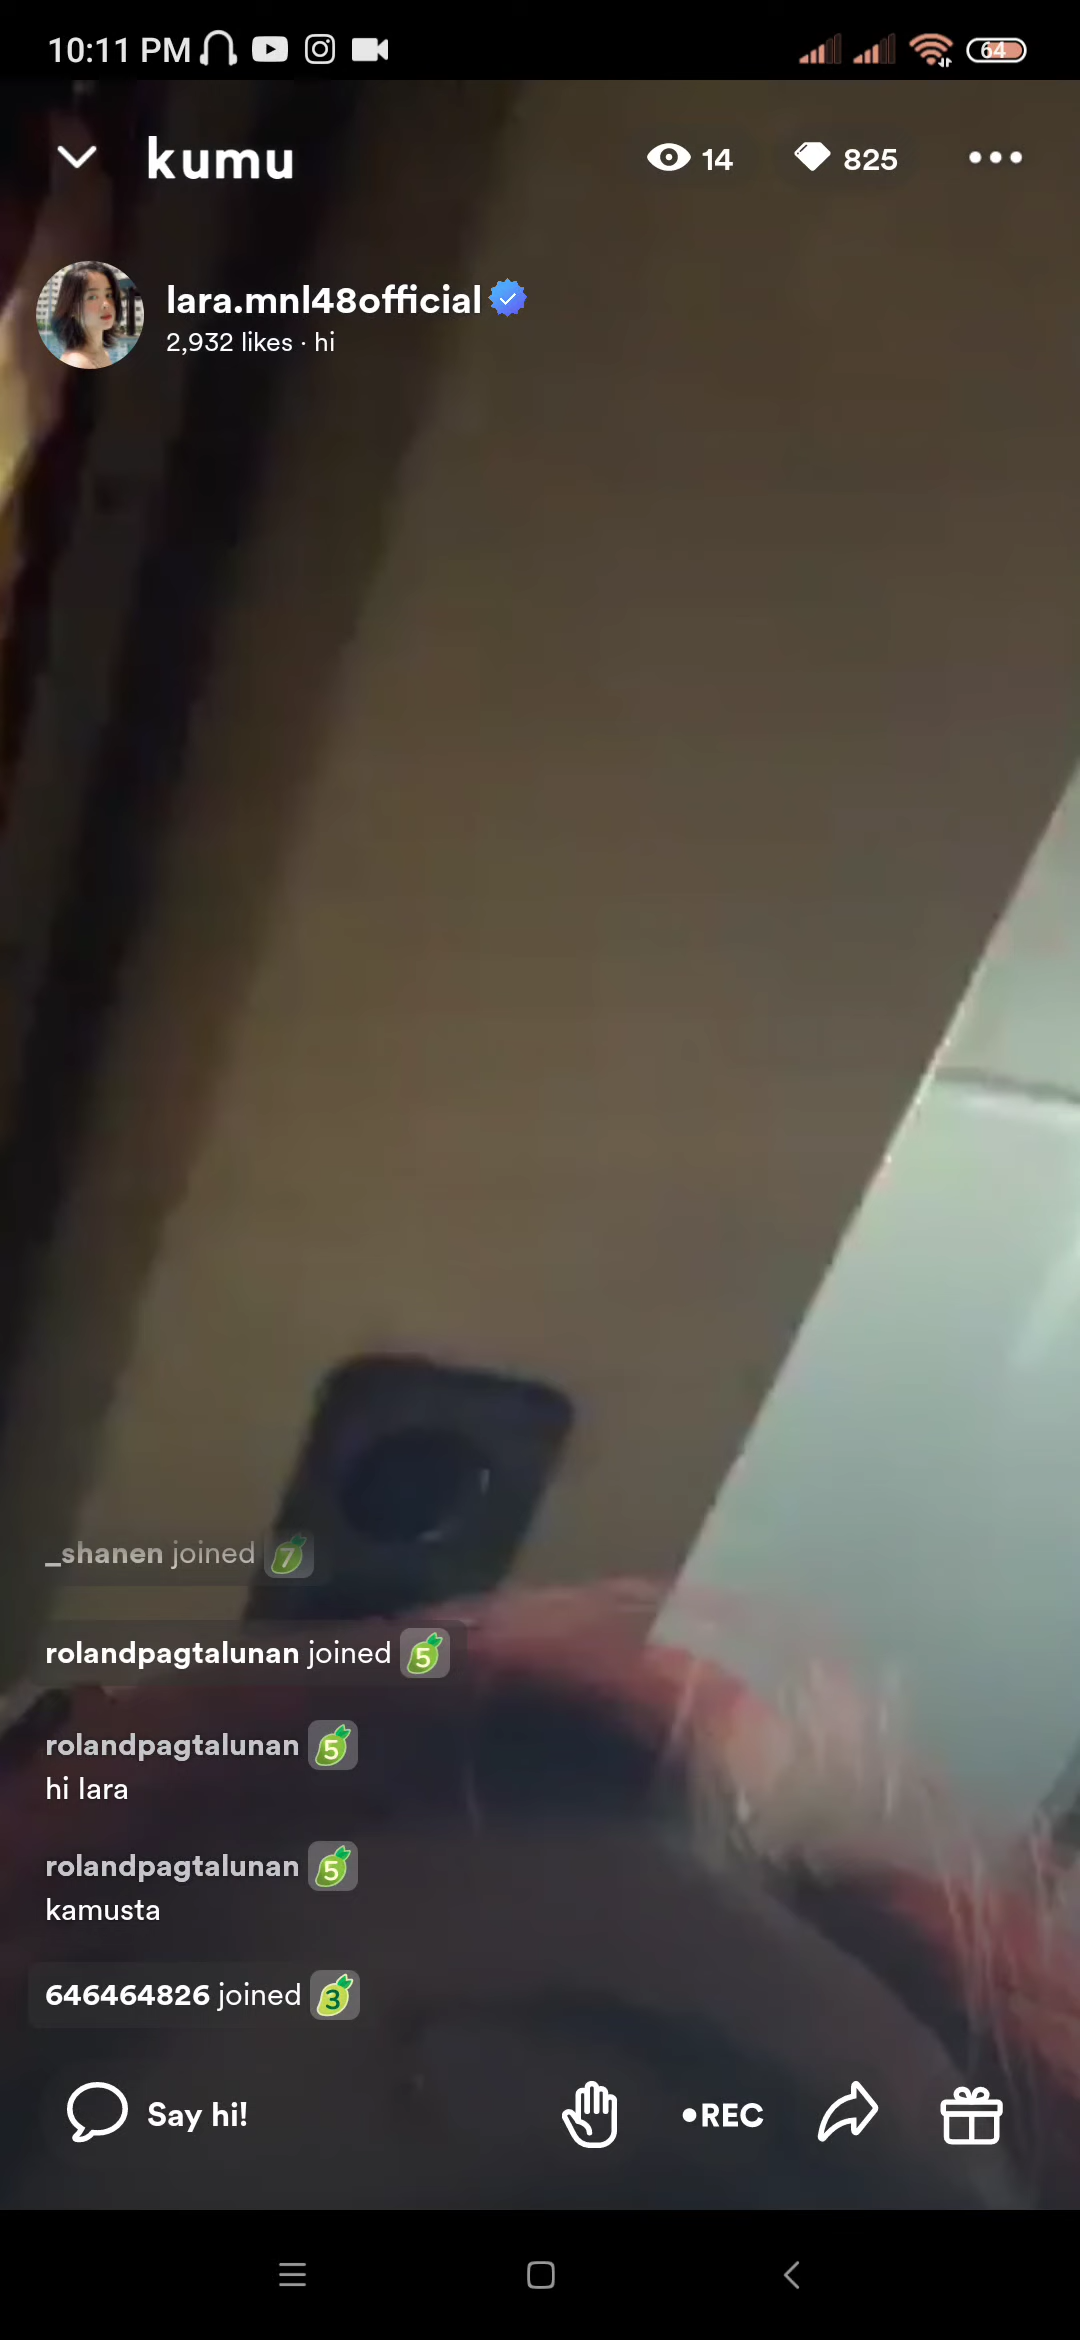 10:11 PM
64
kumu
14
825
lara.mnl48official
2,932 likes · hi
_shanen joined 7
rolandpagtalunan joined 5
rolandpagtalunan 5
hi lara
rolandpagtalunan 5
kamusta
646464826 joined 3
Say hi!
•REC